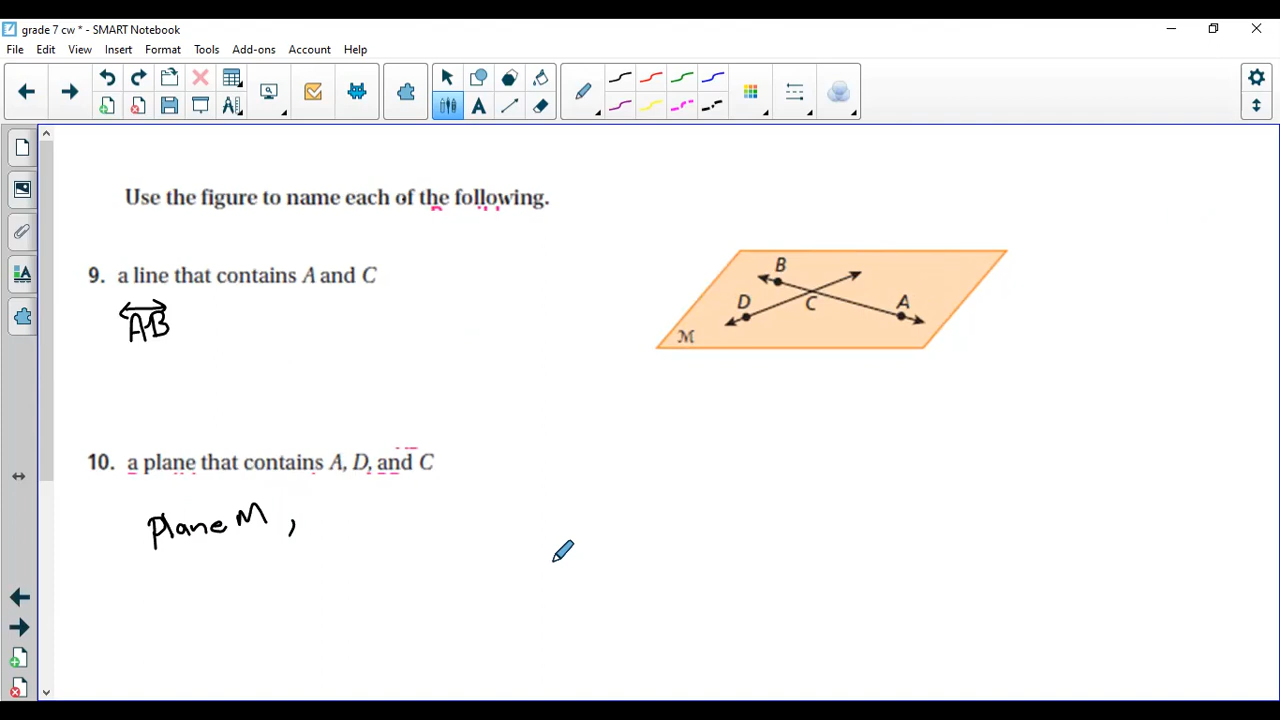 grade 7 cw * - SMART Notebook
File Edit View Insert Format Tools Add-ons Account Help
Use the figure to name each of the following.
9. a line that contains A and C
AB
B
D
C
A
M
10. a plane that contains A, D, and C
Plane M ,